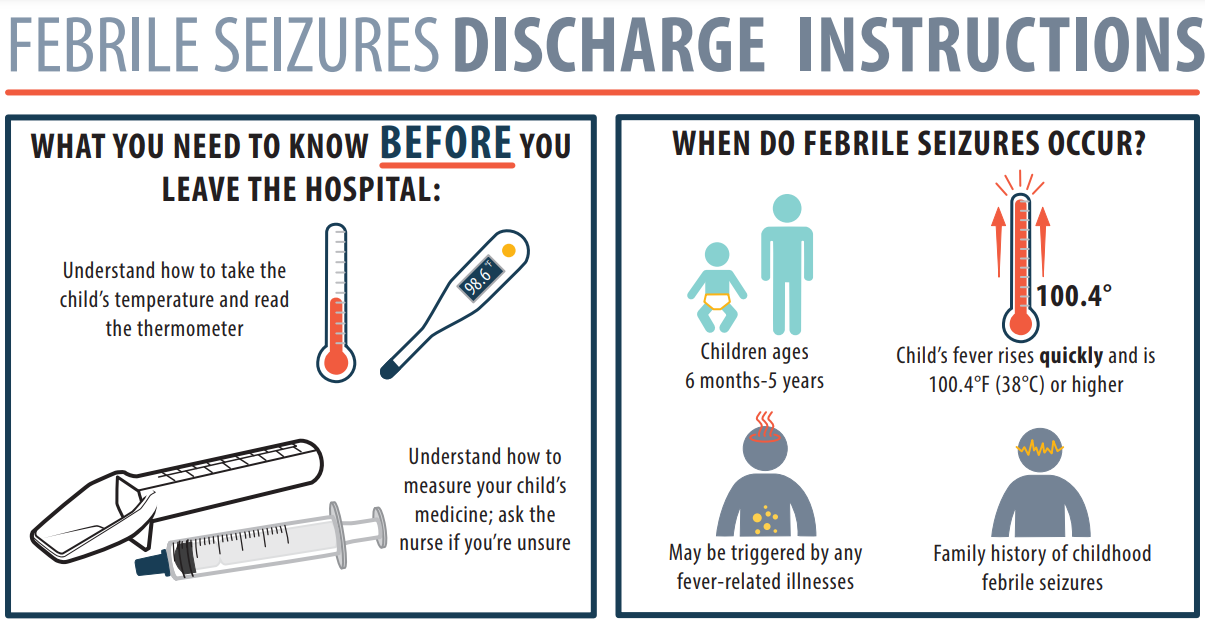 FEBRILE SEIZURES DISCHARGE INSTRUCTIONS
WHAT YOU NEED TO KNOW BEFORE YOU
LEAVE THE HOSPITAL:
Understand how to take the
child's temperature and read
the thermometer
98.6°F
Understand how to
measure your child's
medicine; ask the
nurse if you're unsure
WHEN DO FEBRILE SEIZURES OCCUR?
Children ages
6 months-5 years
100.4°
Child's fever rises quickly and is
100.4°F (38°C) or higher
May be triggered by any
fever-related illnesses
Family history of childhood
febrile seizures